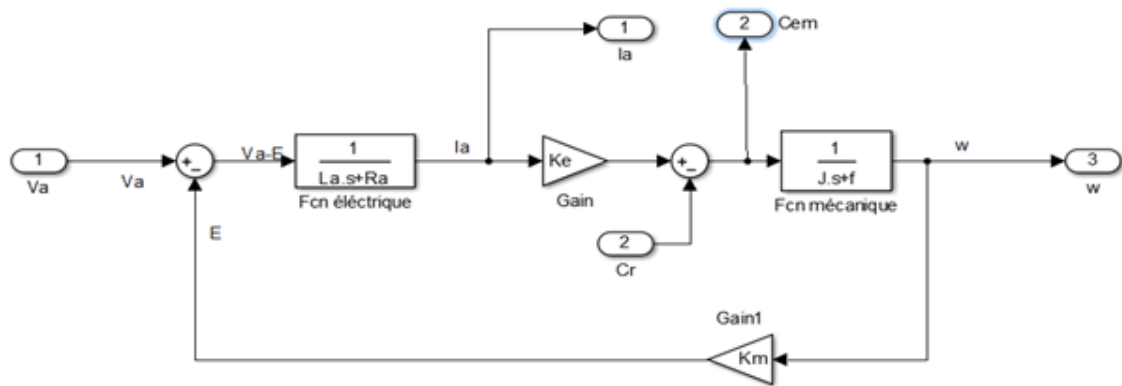 1
Ia
2
Cem
1
Va
Va
+
-
Va-E
1
La.s+Ra
Fcn éléctrique
Ia
Ke
Gain
+
-
2
Cr
1
J.s+f
Fcn mécanique
w
3
w
E
Gain1
Km